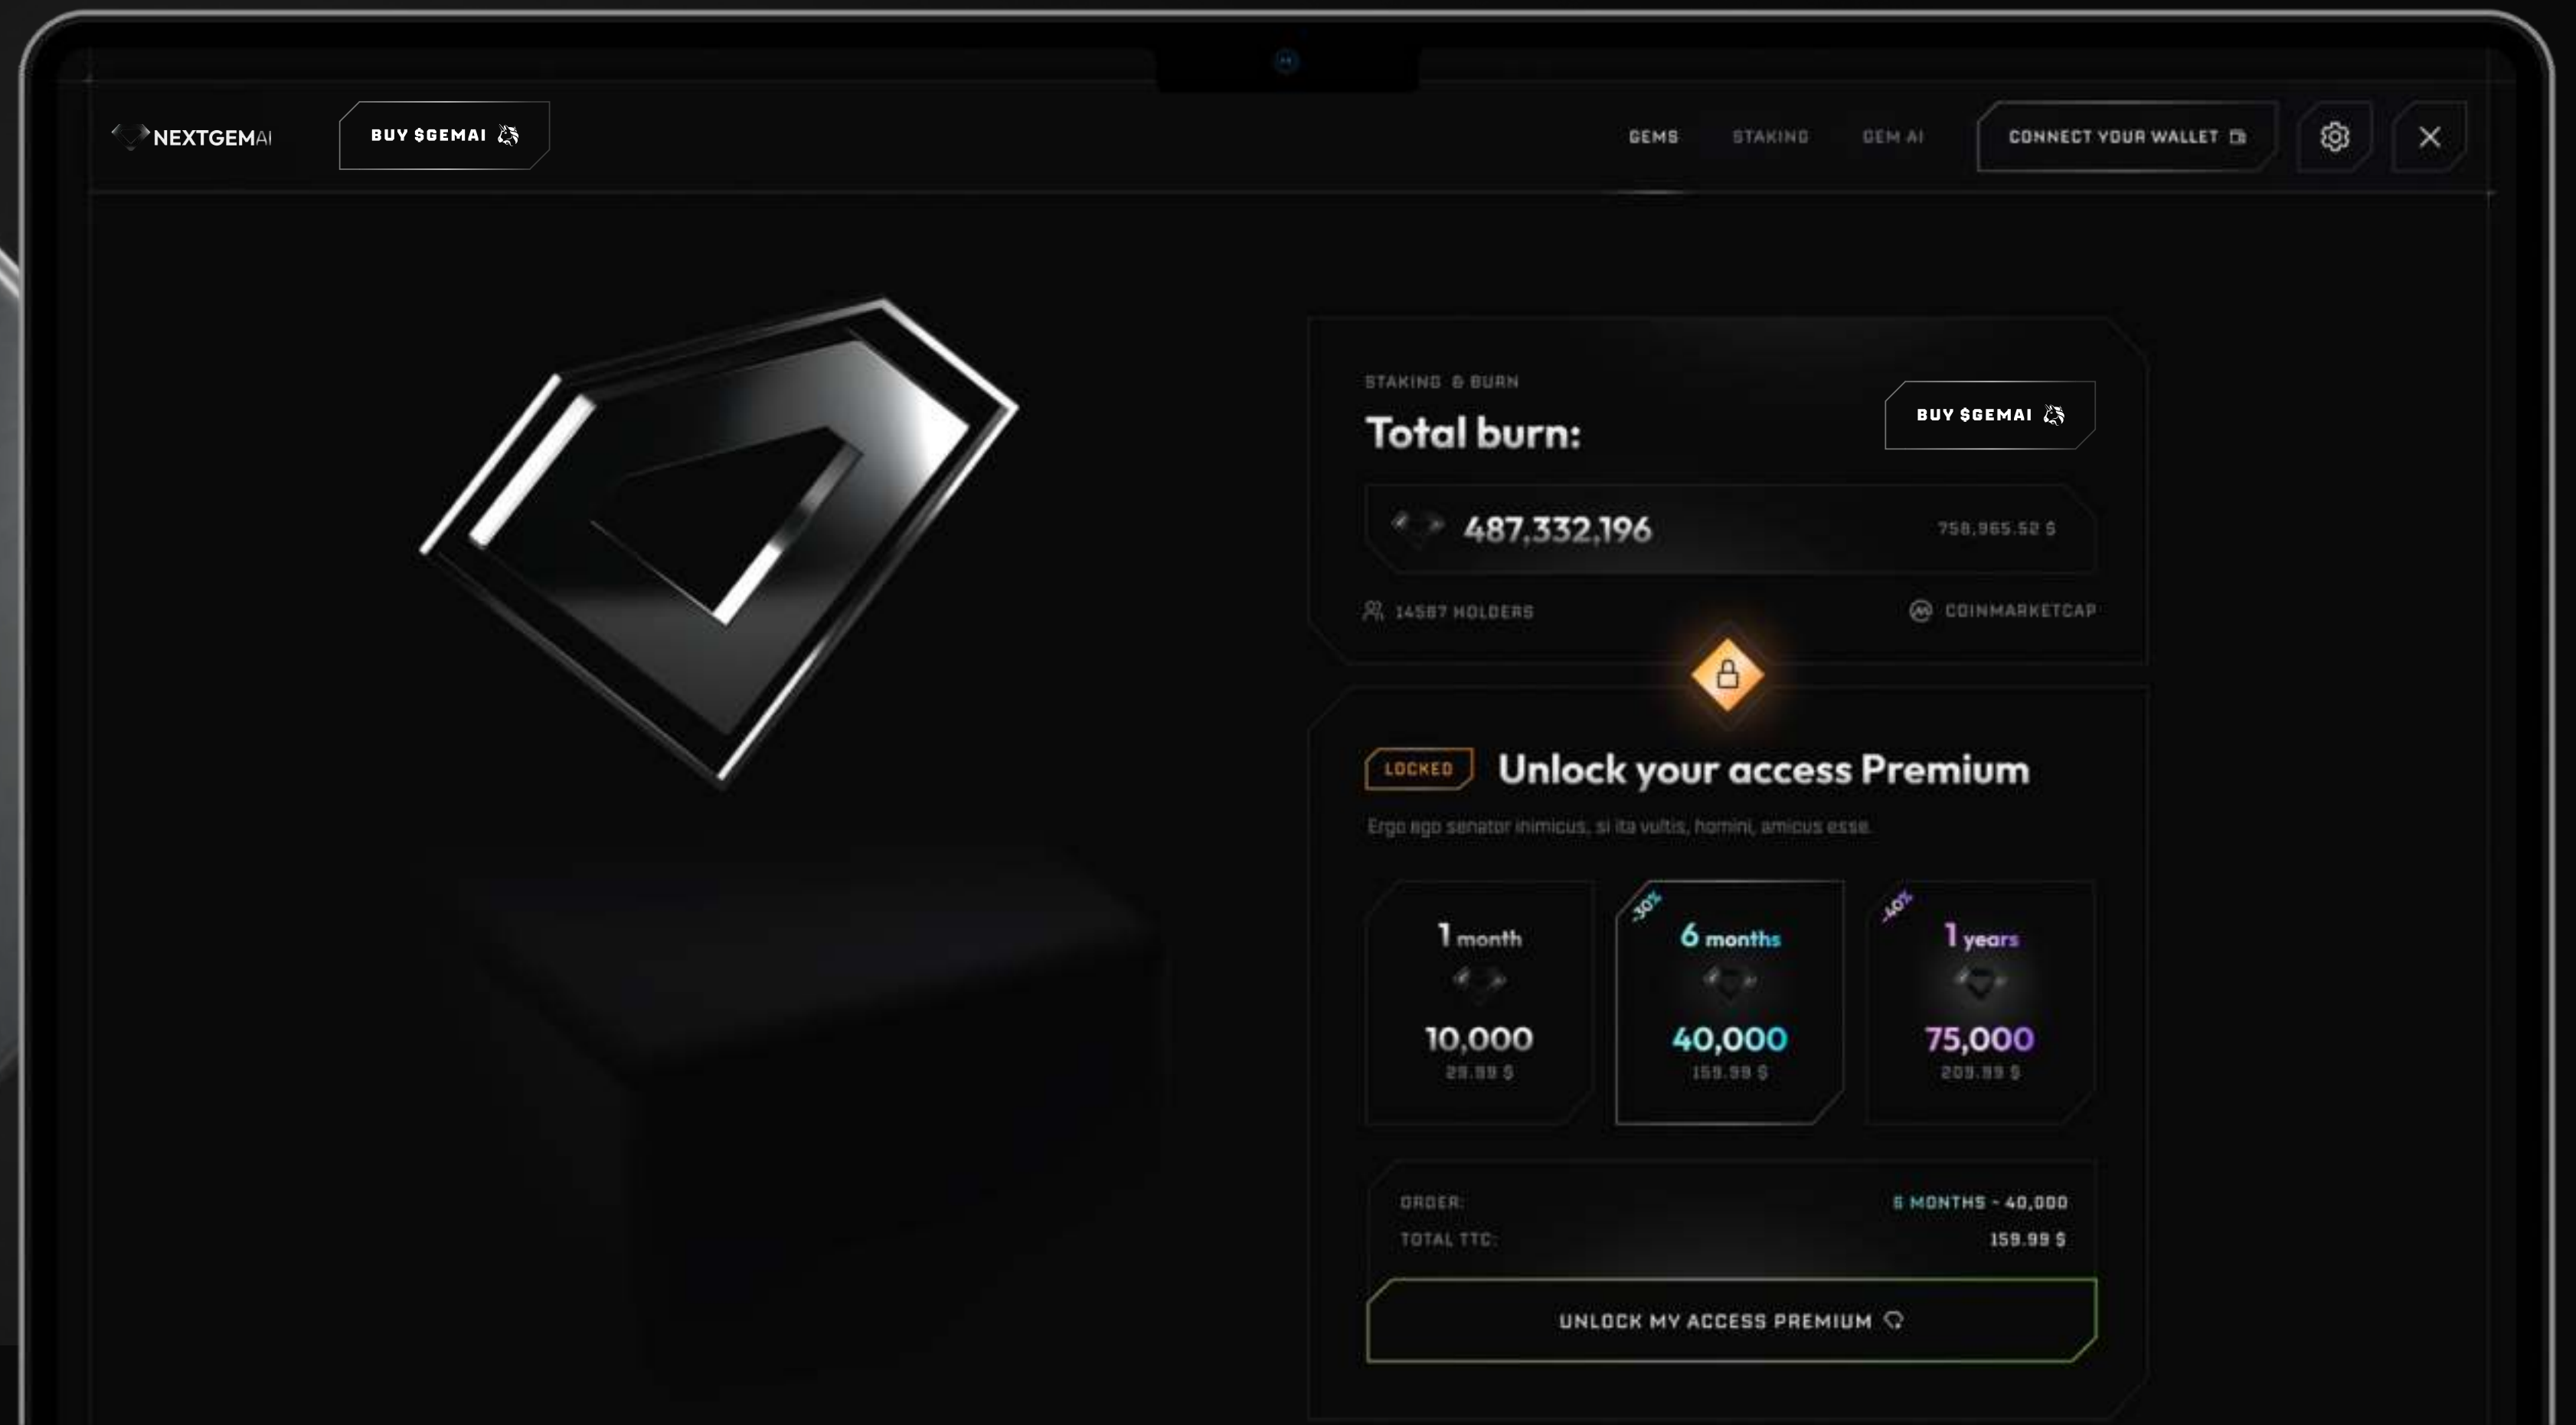 NEXTGEMAI
BUY $GEMAI
GEMS
STAKING
GEM AI
CONNECT YOUR WALLET
STAKING & BURN
Total burn:
BUY $GEMAI
487,332,196
758,965.52 $
14587 HOLDERS
COINMARKETCAP
LOCKED
Unlock your access Premium
Ergo ego senator inimicus, si ita vultis, homini, amicus esse.
1 month
10,000
29.99 $
-30%
6 months
40,000
159.99 $
-40%
1 years
75,000
209.99 $
ORDER:
6 MONTHS - 40,000
TOTAL TTC:
159.99 $
UNLOCK MY ACCESS PREMIUM